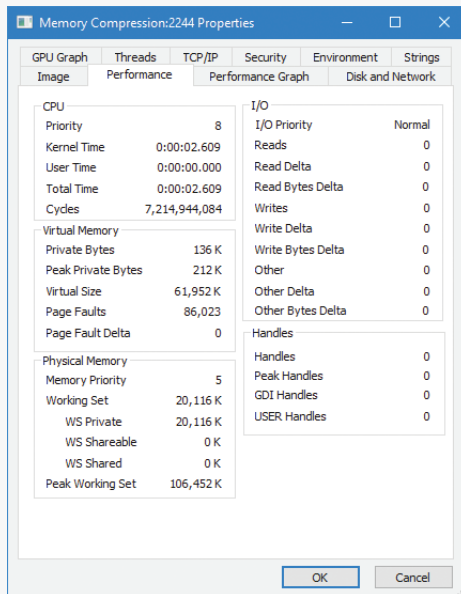 Memory Compression:2244 Properties
GPU Graph Threads TCP/IP Security Environment Strings
Image Performance Performance Graph Disk and Network
CPU
Priority 8
Kernel Time 0:00:02.609
User Time 0:00:00.000
Total Time 0:00:02.609
Cycles 7,214,944,084
Virtual Memory
Private Bytes 136 K
Peak Private Bytes 212 K
Virtual Size 61,952 K
Page Faults 86,023
Page Fault Delta 0
Physical Memory
Memory Priority 5
Working Set 20,116 K
WS Private 20,116 K
WS Shareable 0 K
WS Shared 0 K
Peak Working Set 106,452 K
I/O
I/O Priority Normal
Reads 0
Read Delta 0
Read Bytes Delta 0
Writes 0
Write Delta 0
Write Bytes Delta 0
Other 0
Other Delta 0
Other Bytes Delta 0
Handles
Handles 0
Peak Handles 0
GDI Handles 0
USER Handles 0
OK Cancel